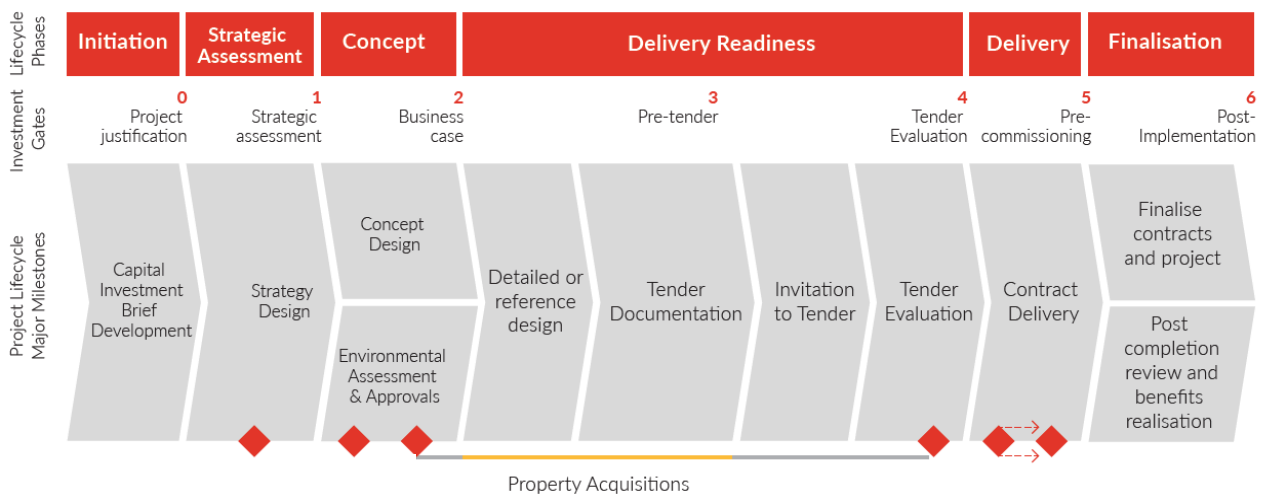 Lifecycle
Phases
Initiation
Strategic
Assessment
Concept
Delivery Readiness
Delivery
Finalisation
Investment
Gates
0
Project
justification
1
Strategic
assessment
2
Business
case
3
Pre-tender
4
Tender
Evaluation
5
Pre-
commissioning
6
Post-
Implementation
Project Lifecycle
Major Milestones
Capital
Investment
Brief
Development
Strategy
Design
Concept
Design
Environmental
Assessment
& Approvals
Detailed or
reference
design
Tender
Documentation
Invitation
to Tender
Tender
Evaluation
Contract
Delivery
Finalise
contracts
and project
Post
completion
review and
benefits
realisation
Property Acquisitions